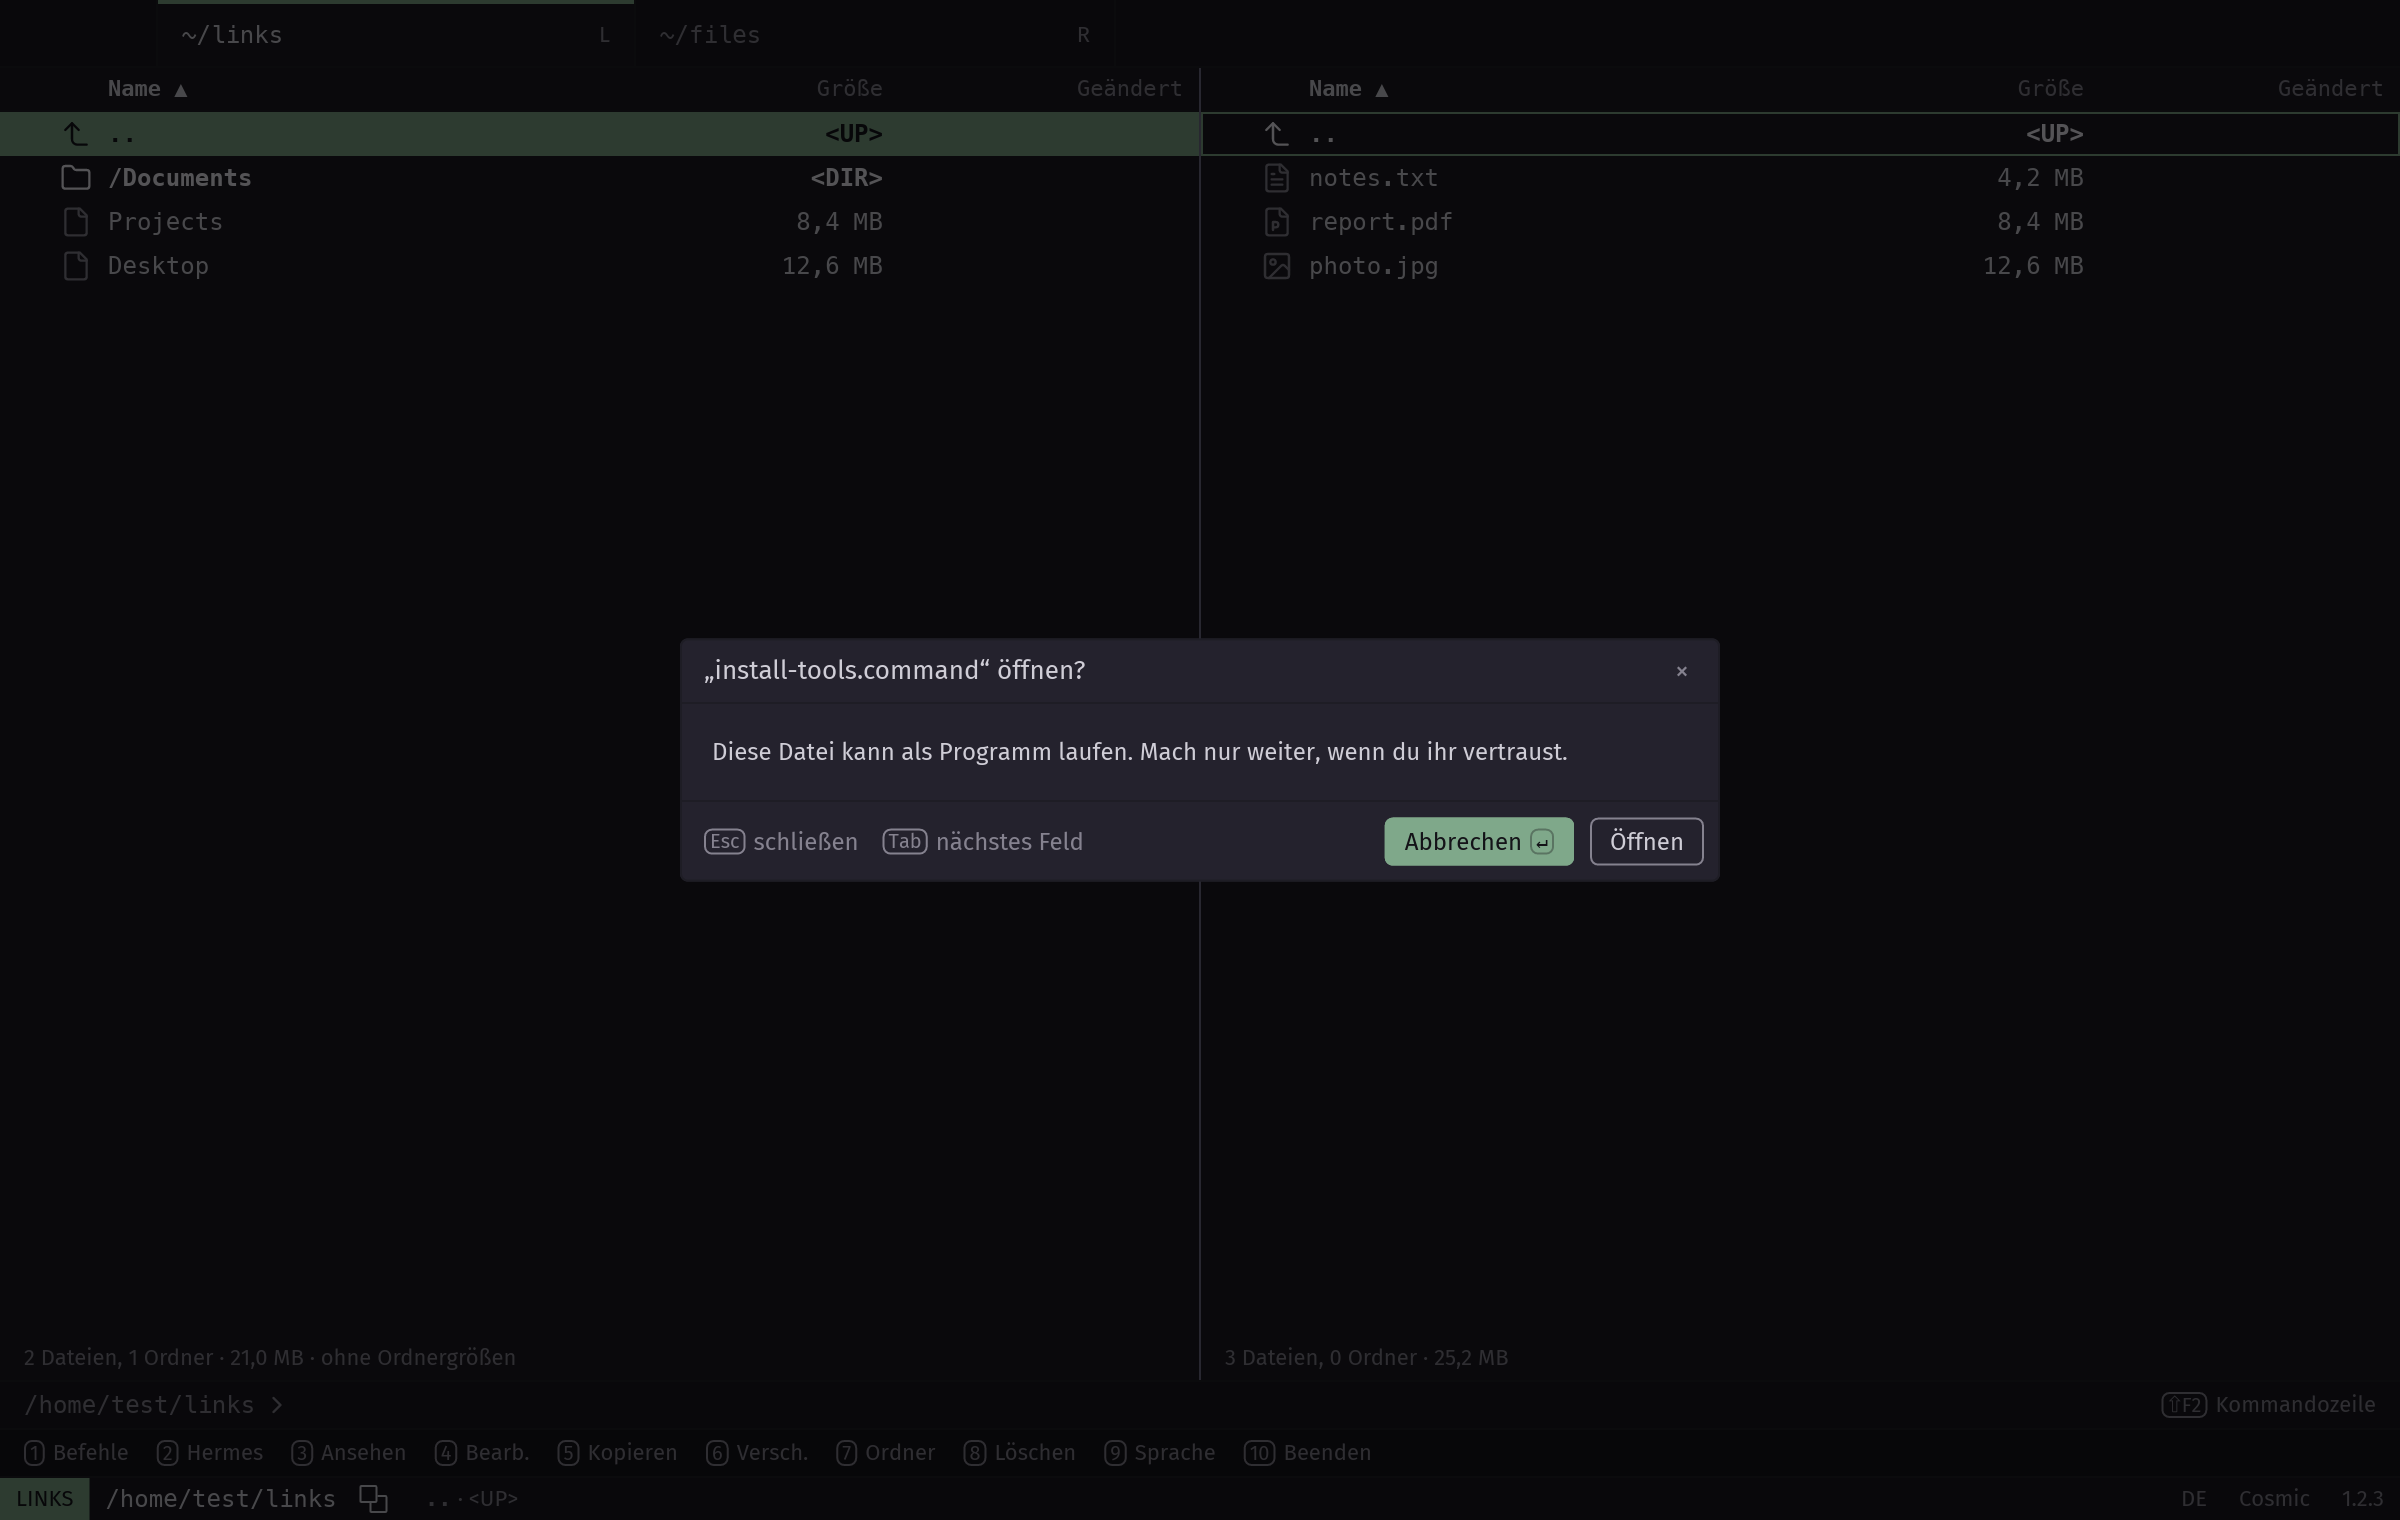 ~/links L ~/files R
Name ▲ Größe Geändert Name ▲ Größe Geändert
.. <UP> .. <UP>
/Documents <DIR> notes.txt 4,2 MB
Projects 8,4 MB report.pdf 8,4 MB
Desktop 12,6 MB photo.jpg 12,6 MB
„install-tools.command“ öffnen? ×
Diese Datei kann als Programm laufen. Mach nur weiter, wenn du ihr vertraust.
Esc schließen Tab nächstes Feld Abbrechen ↵ Öffnen
2 Dateien, 1 Ordner · 21,0 MB · ohne Ordnergrößen 3 Dateien, 0 Ordner · 25,2 MB
/home/test/links > ⇧F2 Kommandozeile
1 Befehle 2 Hermes 3 Ansehen 4 Bearb. 5 Kopieren 6 Versch. 7 Ordner 8 Löschen 9 Sprache 10 Beenden
LINKS /home/test/links .. · <UP> DE Cosmic 1.2.3